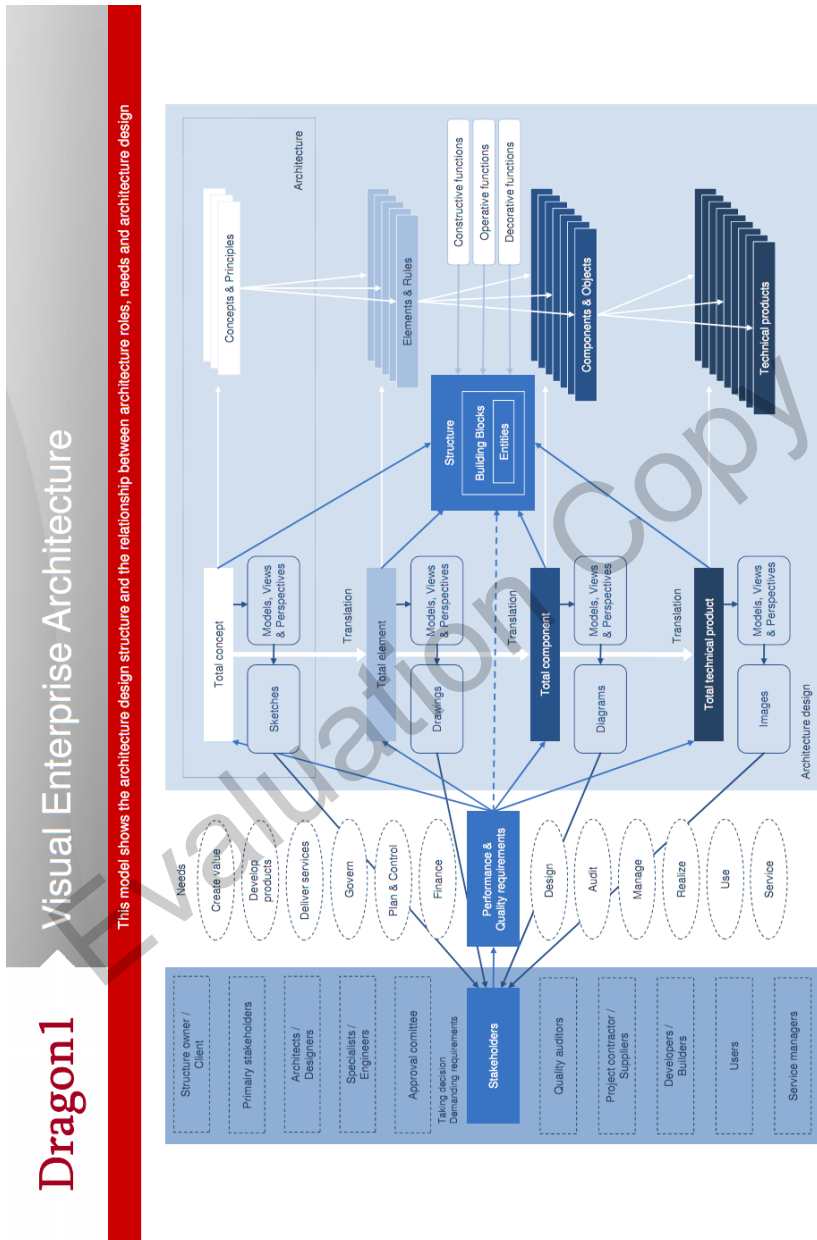 Dragon1
Visual Enterprise Architecture
This model shows the architecture design structure and the relationship between architecture roles, needs and architecture design
Structure owner /
Client
Primairy stakeholders
Architects /
Designers
Specialists /
Engineers
Approval comittee
Taking decision
Demanding requirements
Stakeholders
Quality auditors
Project contractor /
Suppliers
Developers /
Builders
Users
Service managers
Needs
Create value
Develop
products
Deliver services
Govern
Plan & Control
Finance
Performance &
Quality requirements
Design
Audit
Manage
Realize
Use
Service
Total concept
Sketches
Models, Views
& Perspectives
Translation
Total element
Drawings
Models, Views
& Perspectives
Translation
Total component
Diagrams
Models, Views
& Perspectives
Translation
Total technical product
Images
Models, Views
& Perspectives
Architecture design
Structure
Building Blocks
Entities
Concepts & Principles
Architecture
Elements & Rules
Constructive functions
Operative functions
Decorative functions
Components & Objects
Technical products
Evaluation Copy